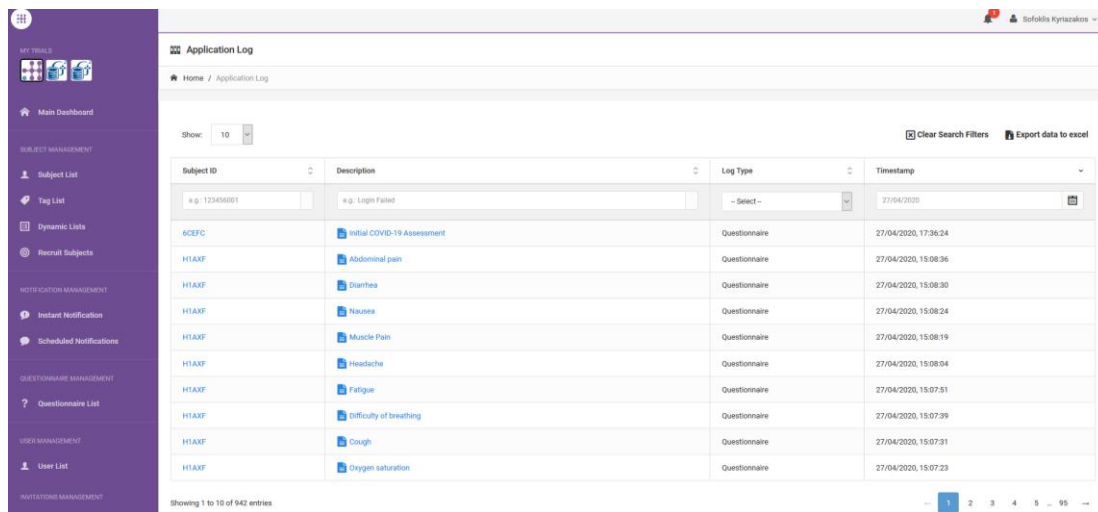 1
Sofoklis Kyriazakos
MY TRIALS
Application Log
Home / Application Log
Main Dashboard
Show: 10
Clear Search Filters Export data to excel
SUBJECT MANAGEMENT
Subject List
Tag List
Dynamic Lists
Recruit Subjects
NOTIFICATION MANAGEMENT
Instant Notification
Scheduled Notifications
QUESTIONNAIRE MANAGEMENT
? Questionnaire List
USER MANAGEMENT
User List
INVITATIONS MANAGEMENT
Subject ID Description Log Type Timestamp
e.g.: 123456001 e.g.: Login Failed -- Select -- 27/04/2020
6CEFC Initial COVID-19 Assessment Questionnaire 27/04/2020, 17:36:24
H1AXF Abdominal pain Questionnaire 27/04/2020, 15:08:36
H1AXF Diarrhea Questionnaire 27/04/2020, 15:08:30
H1AXF Nausea Questionnaire 27/04/2020, 15:08:24
H1AXF Muscle Pain Questionnaire 27/04/2020, 15:08:19
H1AXF Headache Questionnaire 27/04/2020, 15:08:04
H1AXF Fatigue Questionnaire 27/04/2020, 15:07:51
H1AXF Difficulty of breathing Questionnaire 27/04/2020, 15:07:39
H1AXF Cough Questionnaire 27/04/2020, 15:07:31
H1AXF Oxygen saturation Questionnaire 27/04/2020, 15:07:23
Showing 1 to 10 of 942 entries
← 1 2 3 4 5 ... 95 →